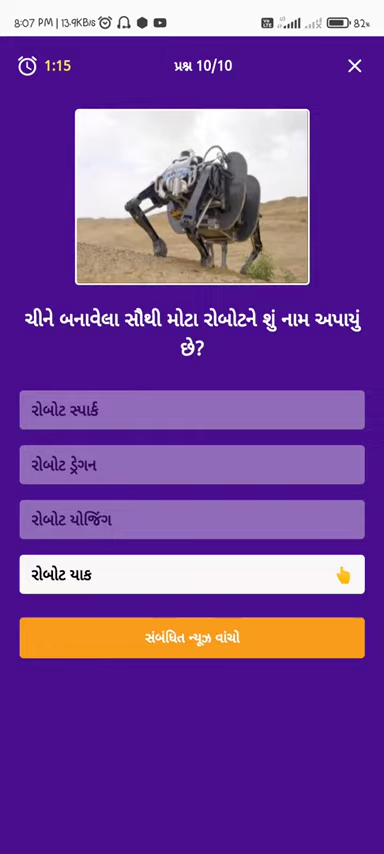 8:07 PM | 13.9KB/s
82%
1:15
પ્રશ્ન 10/10
ચીને બનાવેલા સૌથી મોટા રોબોટને શું નામ અપાયું
છે?
રોબોટ સ્પાર્ક
રોબોટ ડ્રેગન
રોબોટ યોજિંગ
રોબોટ યાક
સંબંધિત ન્યૂઝ વાંચો